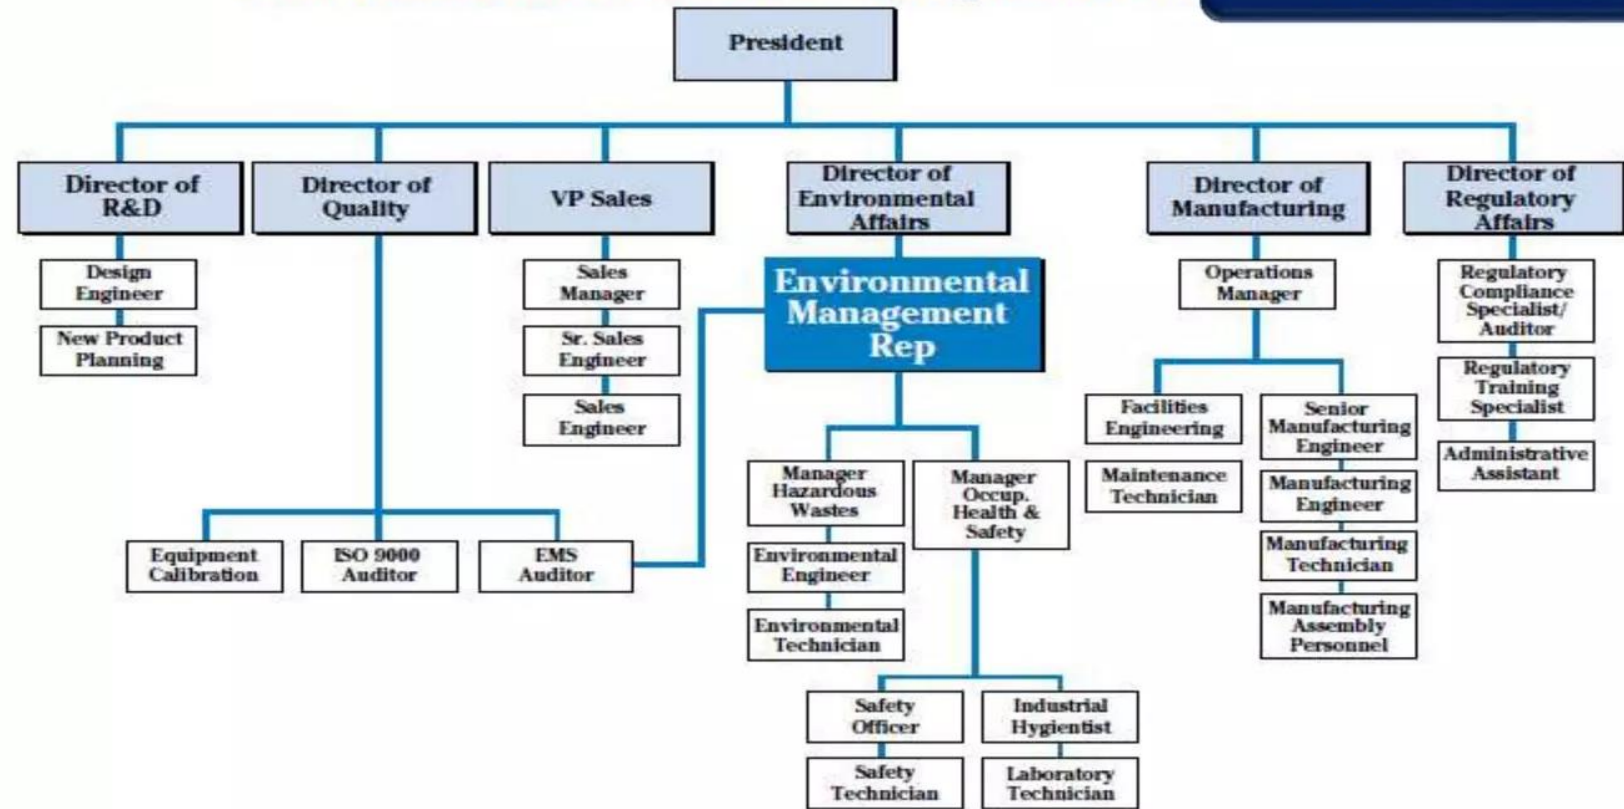 President
Director of
R&D
Director of
Quality
VP Sales
Director of
Environmental
Affairs
Director of
Manufacturing
Director of
Regulatory
Affairs
Design
Engineer
New Product
Planning
Sales
Manager
Sr. Sales
Engineer
Sales
Engineer
Environmental
Management
Rep
Operations
Manager
Regulatory
Compliance
Specialist/
Auditor
Regulatory
Training
Specialist
Administrative
Assistant
Facilities
Engineering
Maintenance
Technician
Senior
Manufacturing
Engineer
Manufacturing
Engineer
Manufacturing
Technician
Manufacturing
Assembly
Personnel
Equipment
Calibration
ISO 9000
Auditor
EMS
Auditor
Manager
Hazardous
Wastes
Environmental
Engineer
Environmental
Technician
Manager
Occup.
Health &
Safety
Safety
Officer
Safety
Technician
Industrial
Hygientist
Laboratory
Technician